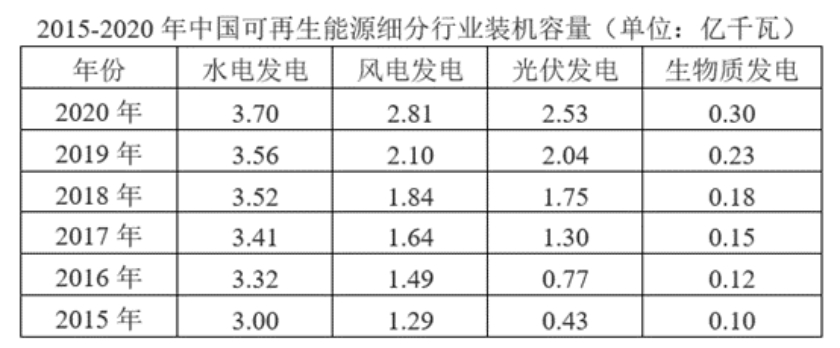 2015-2020 年中国可再生能源细分行业装机容量（单位：亿千瓦）
年份 水电发电 风电发电 光伏发电 生物质发电
2020 年 3.70 2.81 2.53 0.30
2019 年 3.56 2.10 2.04 0.23
2018 年 3.52 1.84 1.75 0.18
2017 年 3.41 1.64 1.30 0.15
2016 年 3.32 1.49 0.77 0.12
2015 年 3.00 1.29 0.43 0.10